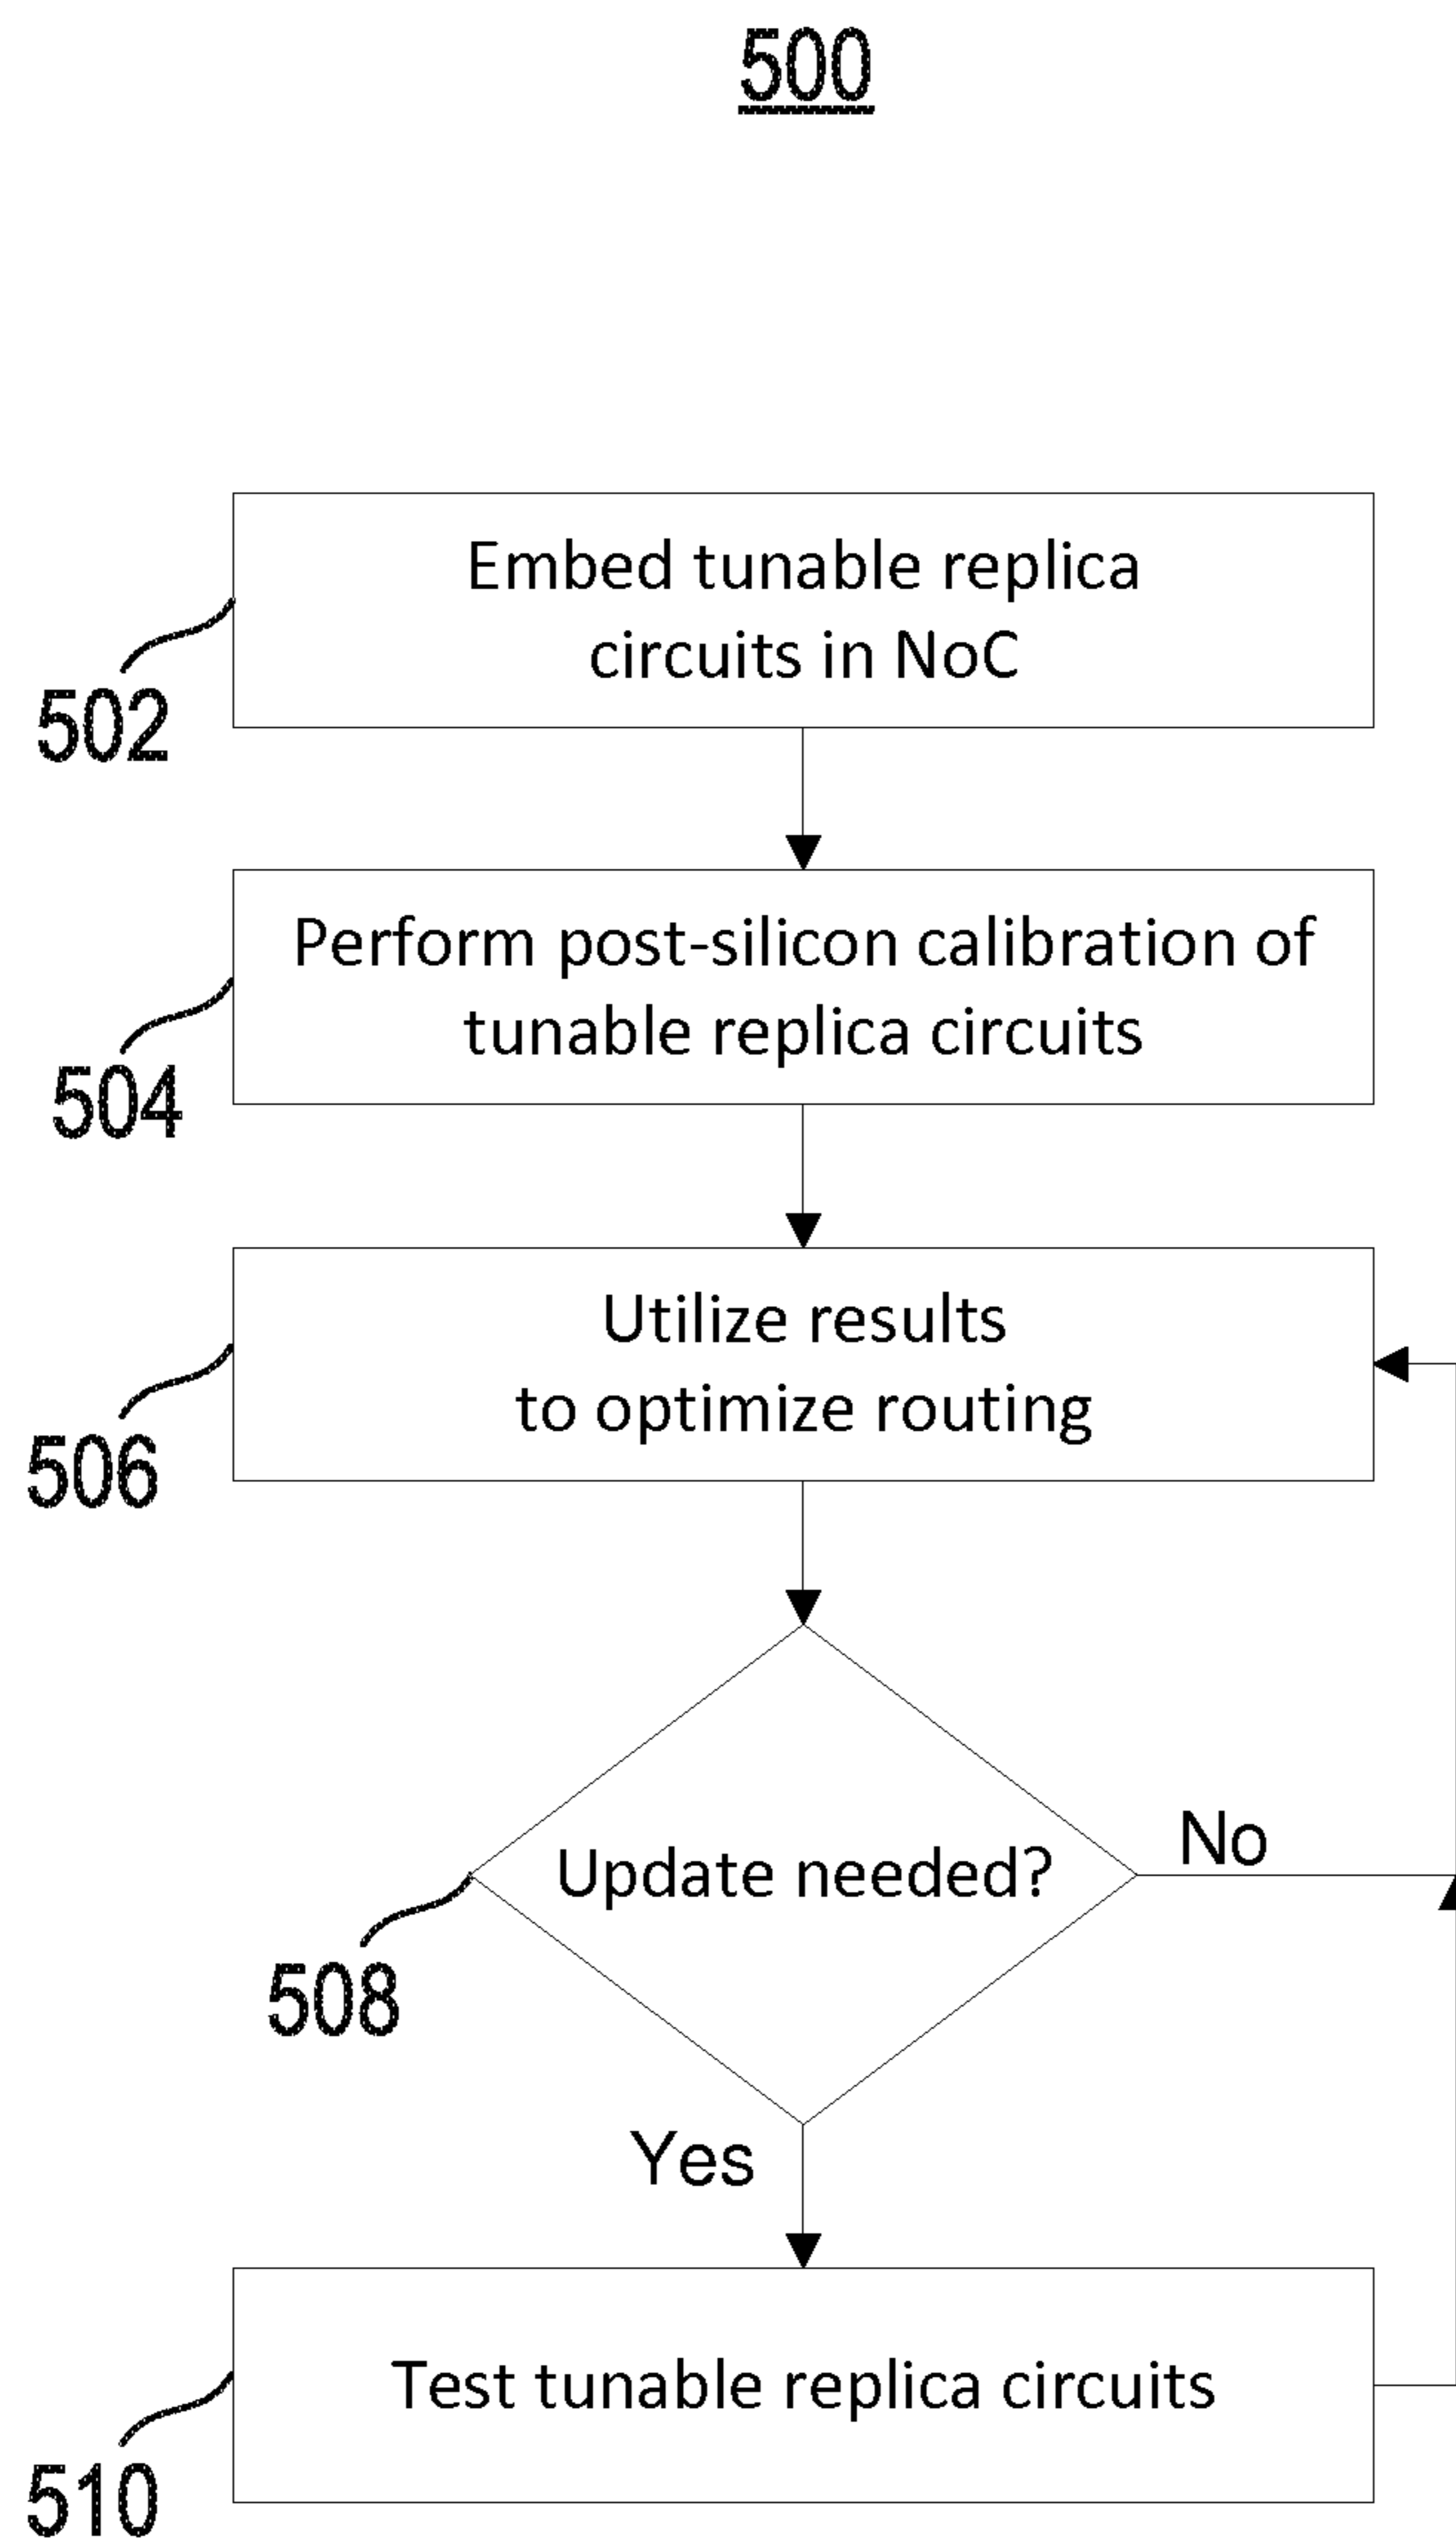 500
Embed tunable replica
circuits in NoC
502
Perform post-silicon calibration of
tunable replica circuits
504
Utilize results
to optimize routing
506
Update needed?
No
508
Yes
Test tunable replica circuits
510